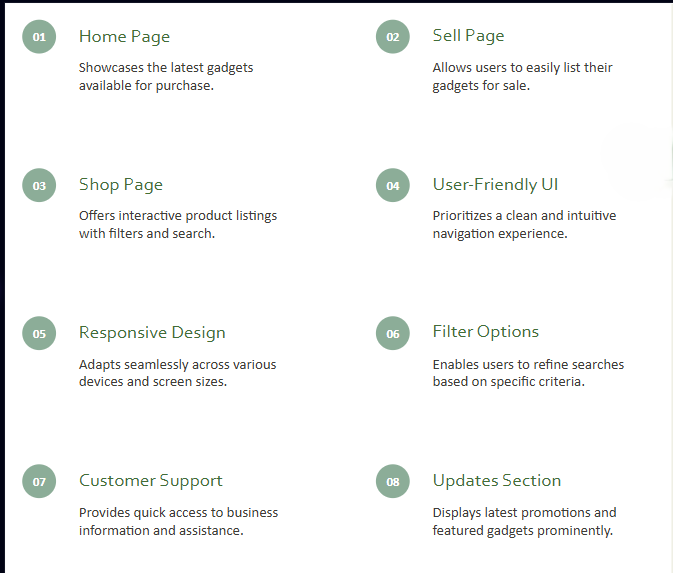 01
Home Page
Showcases the latest gadgets
available for purchase.
02
Sell Page
Allows users to easily list their
gadgets for sale.
03
Shop Page
Offers interactive product listings
with filters and search.
04
User-Friendly UI
Prioritizes a clean and intuitive
navigation experience.
05
Responsive Design
Adapts seamlessly across various
devices and screen sizes.
06
Filter Options
Enables users to refine searches
based on specific criteria.
07
Customer Support
Provides quick access to business
information and assistance.
08
Updates Section
Displays latest promotions and
featured gadgets prominently.